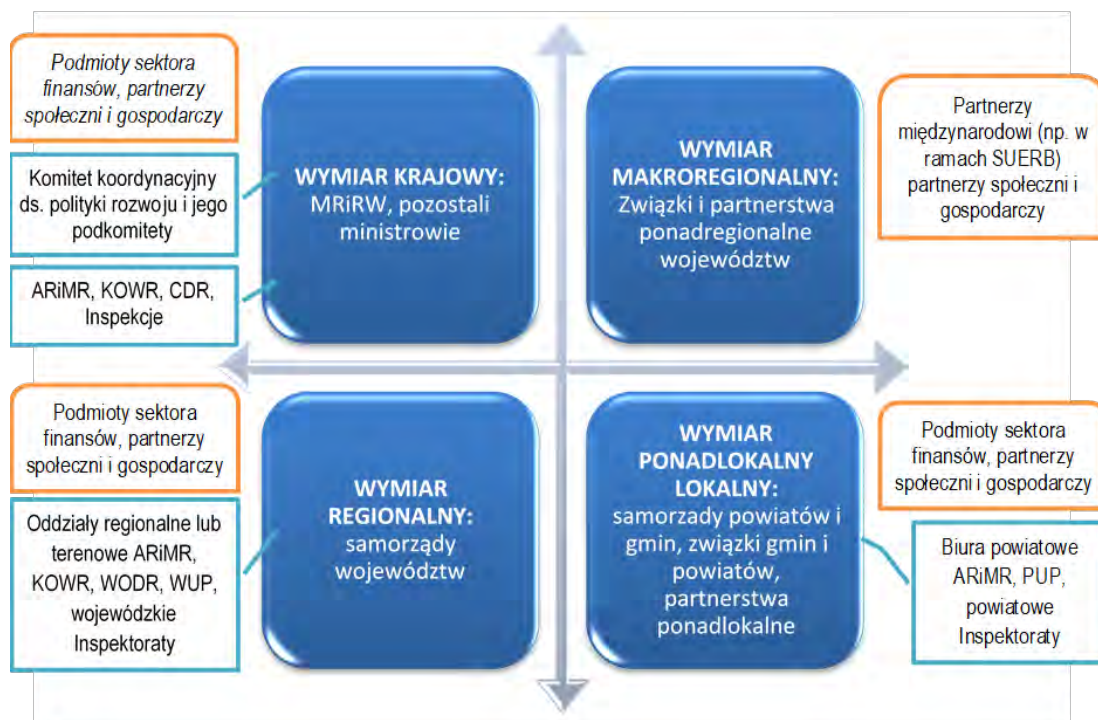 Podmioty sektora
finansów, partnerzy
społeczni i gospodarczy
Komitet koordynacyjny
ds. polityki rozwoju i jego
podkomitety
ARiMR, KOWR, CDR,
Inspekcje
WYMIAR KRAJOWY:
MRiRW, pozostali
ministrowie
WYMIAR
MAKROREGIONALNY:
Związki i partnerstwa
ponadregionalne
województw
Partnerzy
międzynarodowi (np. w
ramach SUERB)
partnerzy społeczni i
gospodarczy
Podmioty sektora
finansów, partnerzy
społeczni i gospodarczy
Oddziały regionalne lub
terenowe ARiMR,
KOWR, WODR, WUP,
wojewódzkie
Inspektoraty
WYMIAR
REGIONALNY:
samorządy
województw
WYMIAR
PONADLOKALNY
LOKALNY:
samorzady powiatów i
gmin, związki gmin i
powiatów,
partnerstwa
ponadlokalne
Podmioty sektora
finansów, partnerzy
społeczni i gospodarczy
Biura powiatowe
ARiMR, PUP,
powiatowe
Inspektoraty